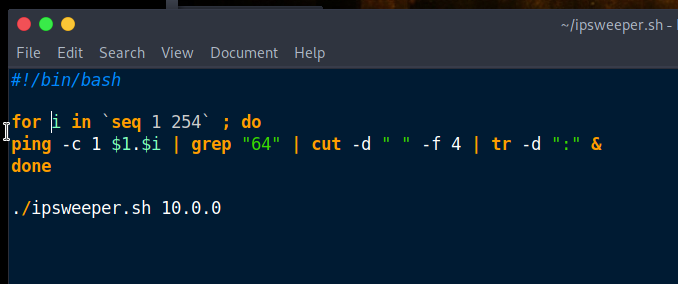 ~/ipsweeper.sh -
File Edit Search View Document Help
#!/bin/bash
for i in `seq 1 254` ; do
ping -c 1 $1.$i | grep "64" | cut -d " " -f 4 | tr -d ":" &
done
./ipsweeper.sh 10.0.0